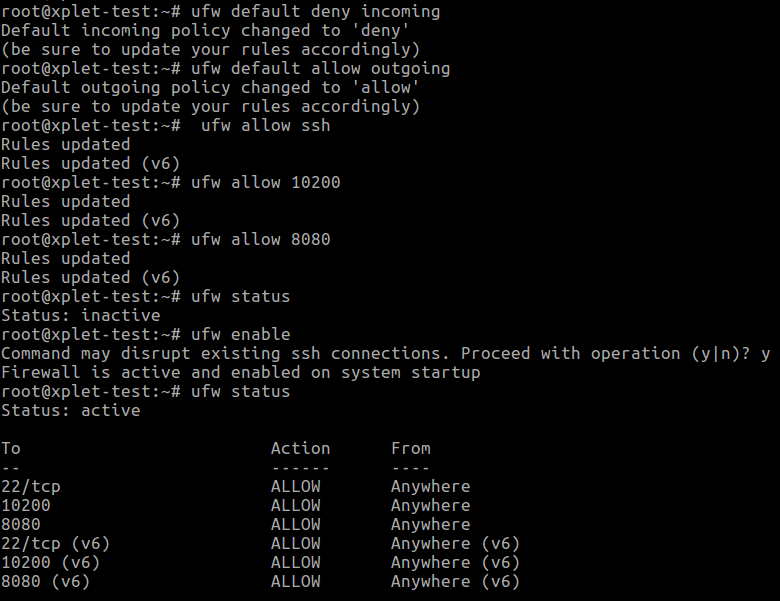 root@xplet-test:~# ufw default deny incoming
Default incoming policy changed to 'deny'
(be sure to update your rules accordingly)
root@xplet-test:~# ufw default allow outgoing
Default outgoing policy changed to 'allow'
(be sure to update your rules accordingly)
root@xplet-test:~#  ufw allow ssh
Rules updated
Rules updated (v6)
root@xplet-test:~# ufw allow 10200
Rules updated
Rules updated (v6)
root@xplet-test:~# ufw allow 8080
Rules updated
Rules updated (v6)
root@xplet-test:~# ufw status
Status: inactive
root@xplet-test:~# ufw enable
Command may disrupt existing ssh connections. Proceed with operation (y|n)? y
Firewall is active and enabled on system startup
root@xplet-test:~# ufw status
Status: active
To                         Action      From
--                         ------      ----
22/tcp                     ALLOW       Anywhere
10200                      ALLOW       Anywhere
8080                       ALLOW       Anywhere
22/tcp (v6)                ALLOW       Anywhere (v6)
10200 (v6)                 ALLOW       Anywhere (v6)
8080 (v6)                  ALLOW       Anywhere (v6)